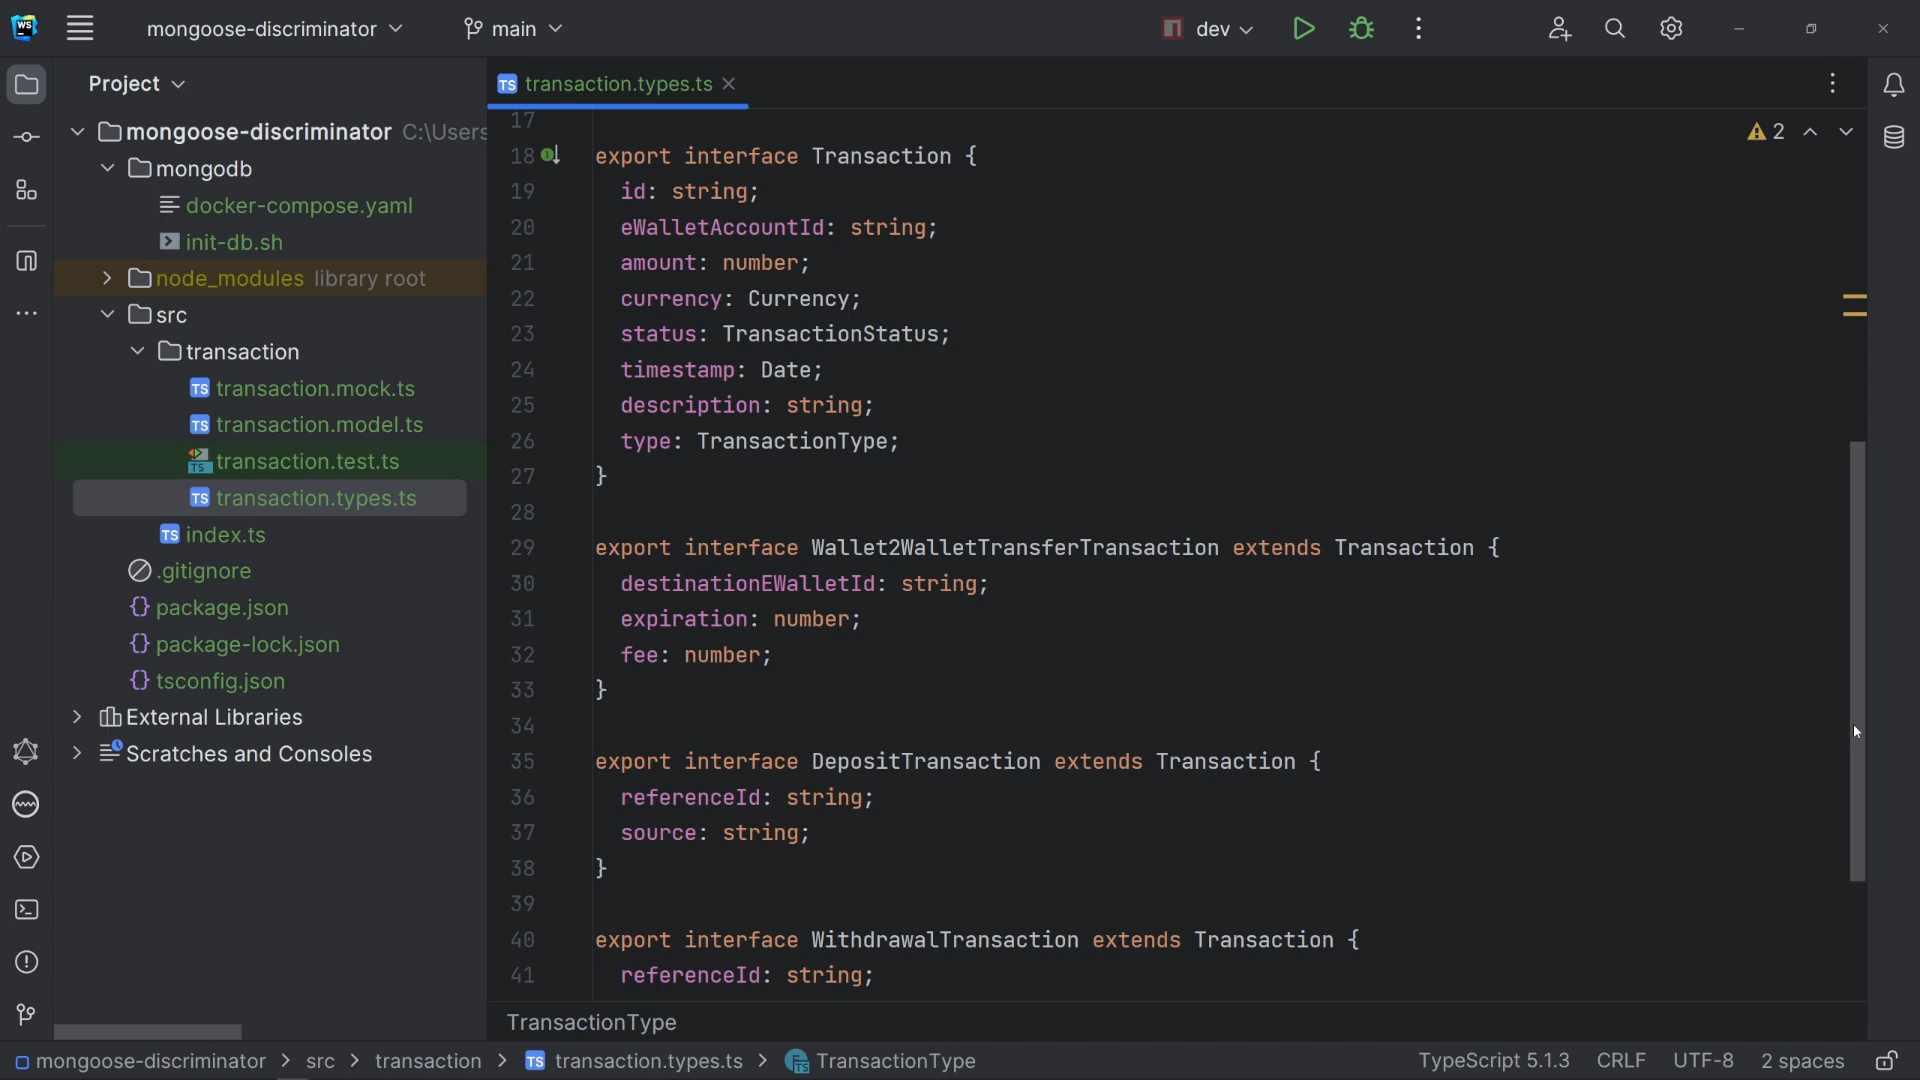 WS
mongoose-discriminator
main
dev
Project
transaction.types.ts
mongoose-discriminator C:\Users
mongodb
docker-compose.yaml
init-db.sh
node_modules library root
src
transaction
transaction.mock.ts
transaction.model.ts
transaction.test.ts
transaction.types.ts
index.ts
.gitignore
package.json
package-lock.json
tsconfig.json
External Libraries
Scratches and Consoles
2
17
18 export interface Transaction {
19 id: string;
20 eWalletAccountId: string;
21 amount: number;
22 currency: Currency;
23 status: TransactionStatus;
24 timestamp: Date;
25 description: string;
26 type: TransactionType;
27 }
28
29 export interface Wallet2WalletTransferTransaction extends Transaction {
30 destinationEWalletId: string;
31 expiration: number;
32 fee: number;
33 }
34
35 export interface DepositTransaction extends Transaction {
36 referenceId: string;
37 source: string;
38 }
39
40 export interface WithdrawalTransaction extends Transaction {
41 referenceId: string;
TransactionType
mongoose-discriminator > src > transaction > TS transaction.types.ts > TransactionType
TypeScript 5.1.3 CRLF UTF-8 2 spaces